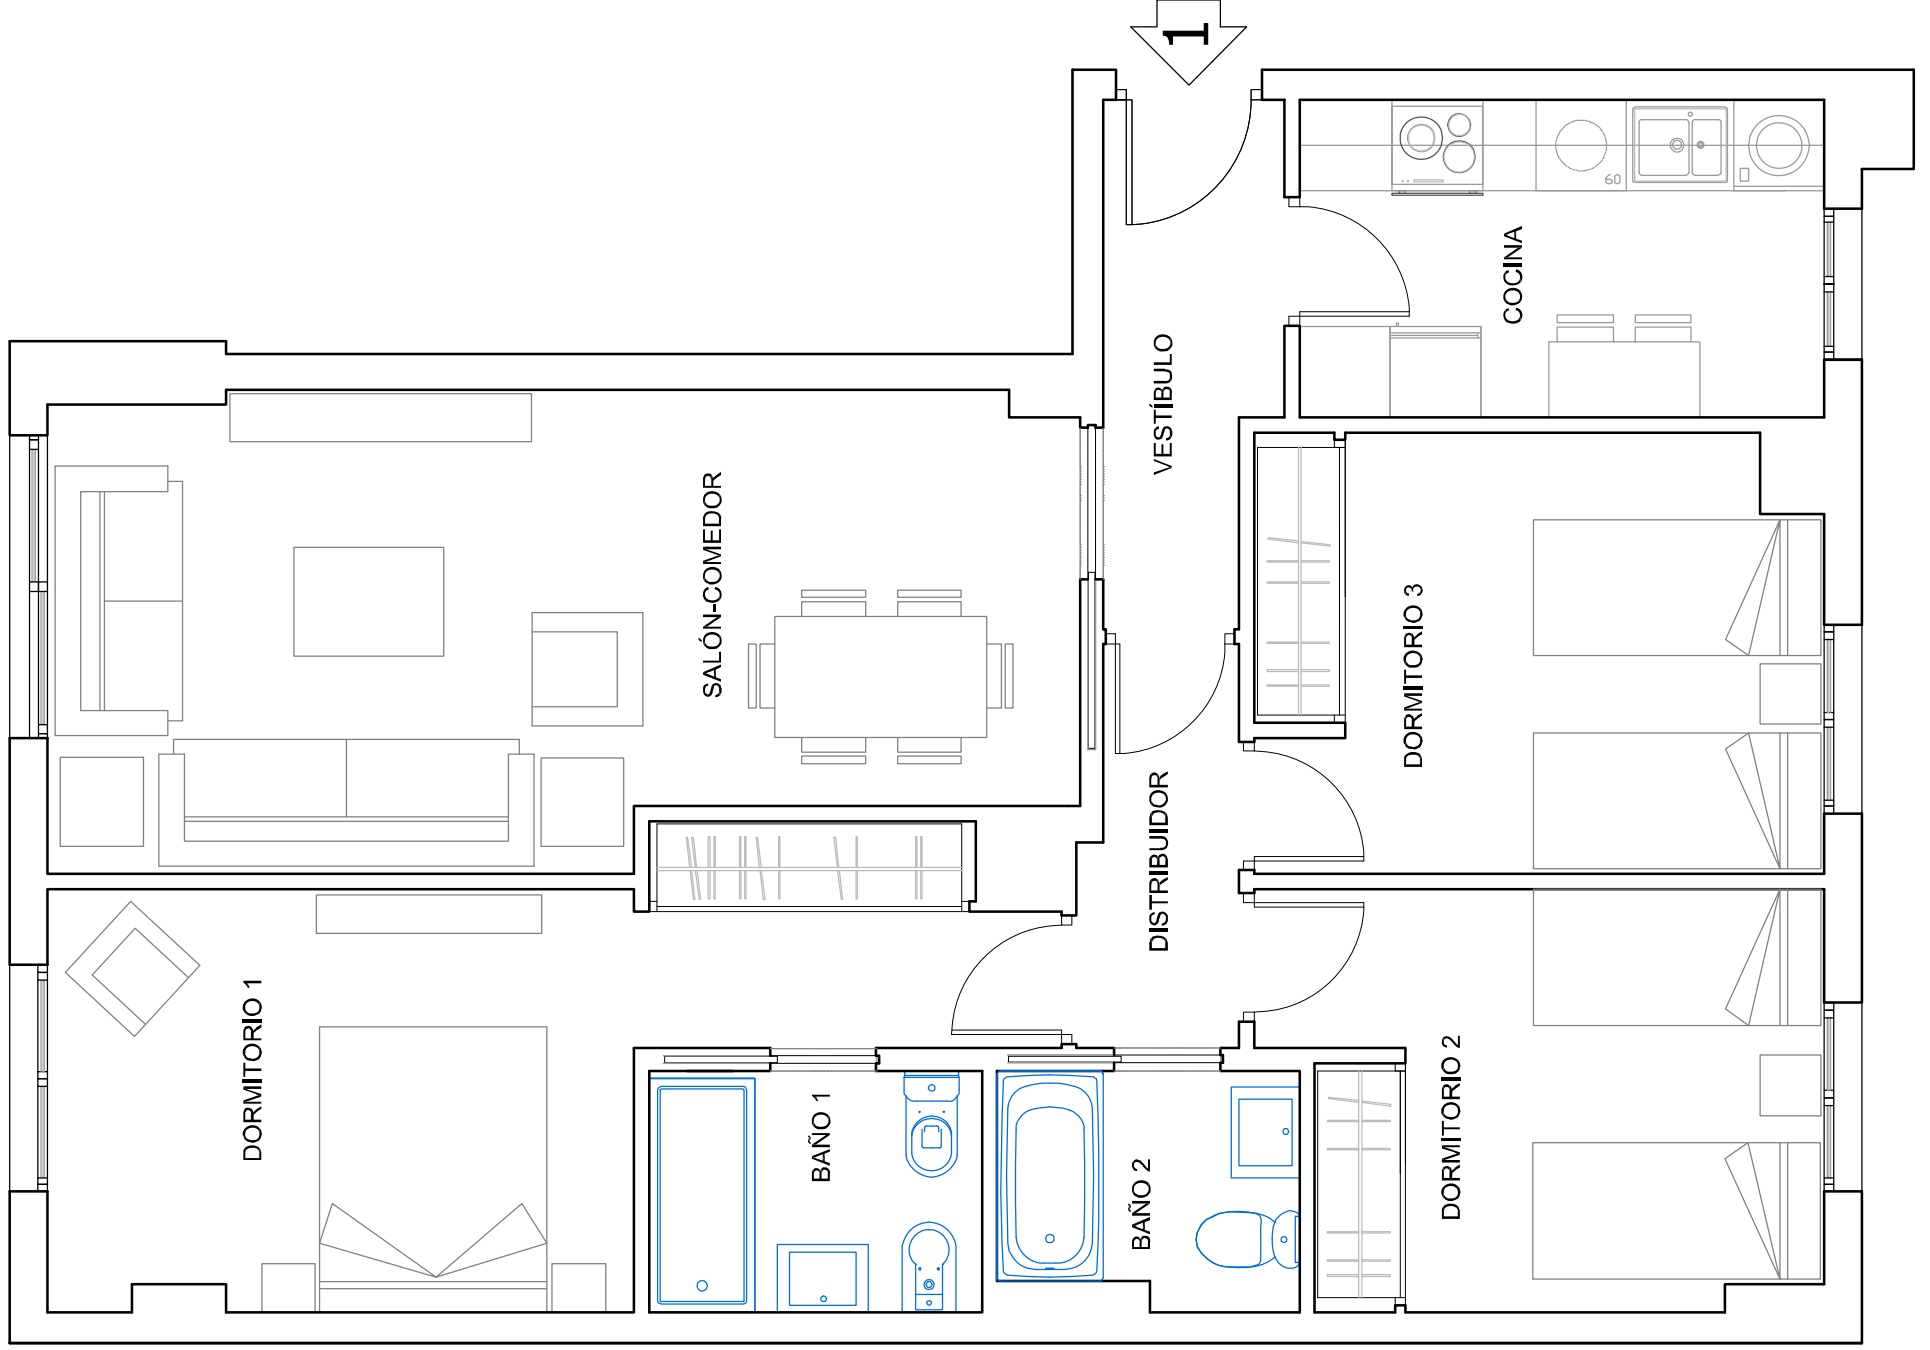 1
COCINA
VESTÍBULO
SALÓN-COMEDOR
DORMITORIO 3
DISTRIBUIDOR
DORMITORIO 1
BAÑO 1
BAÑO 2
DORMITORIO 2
60